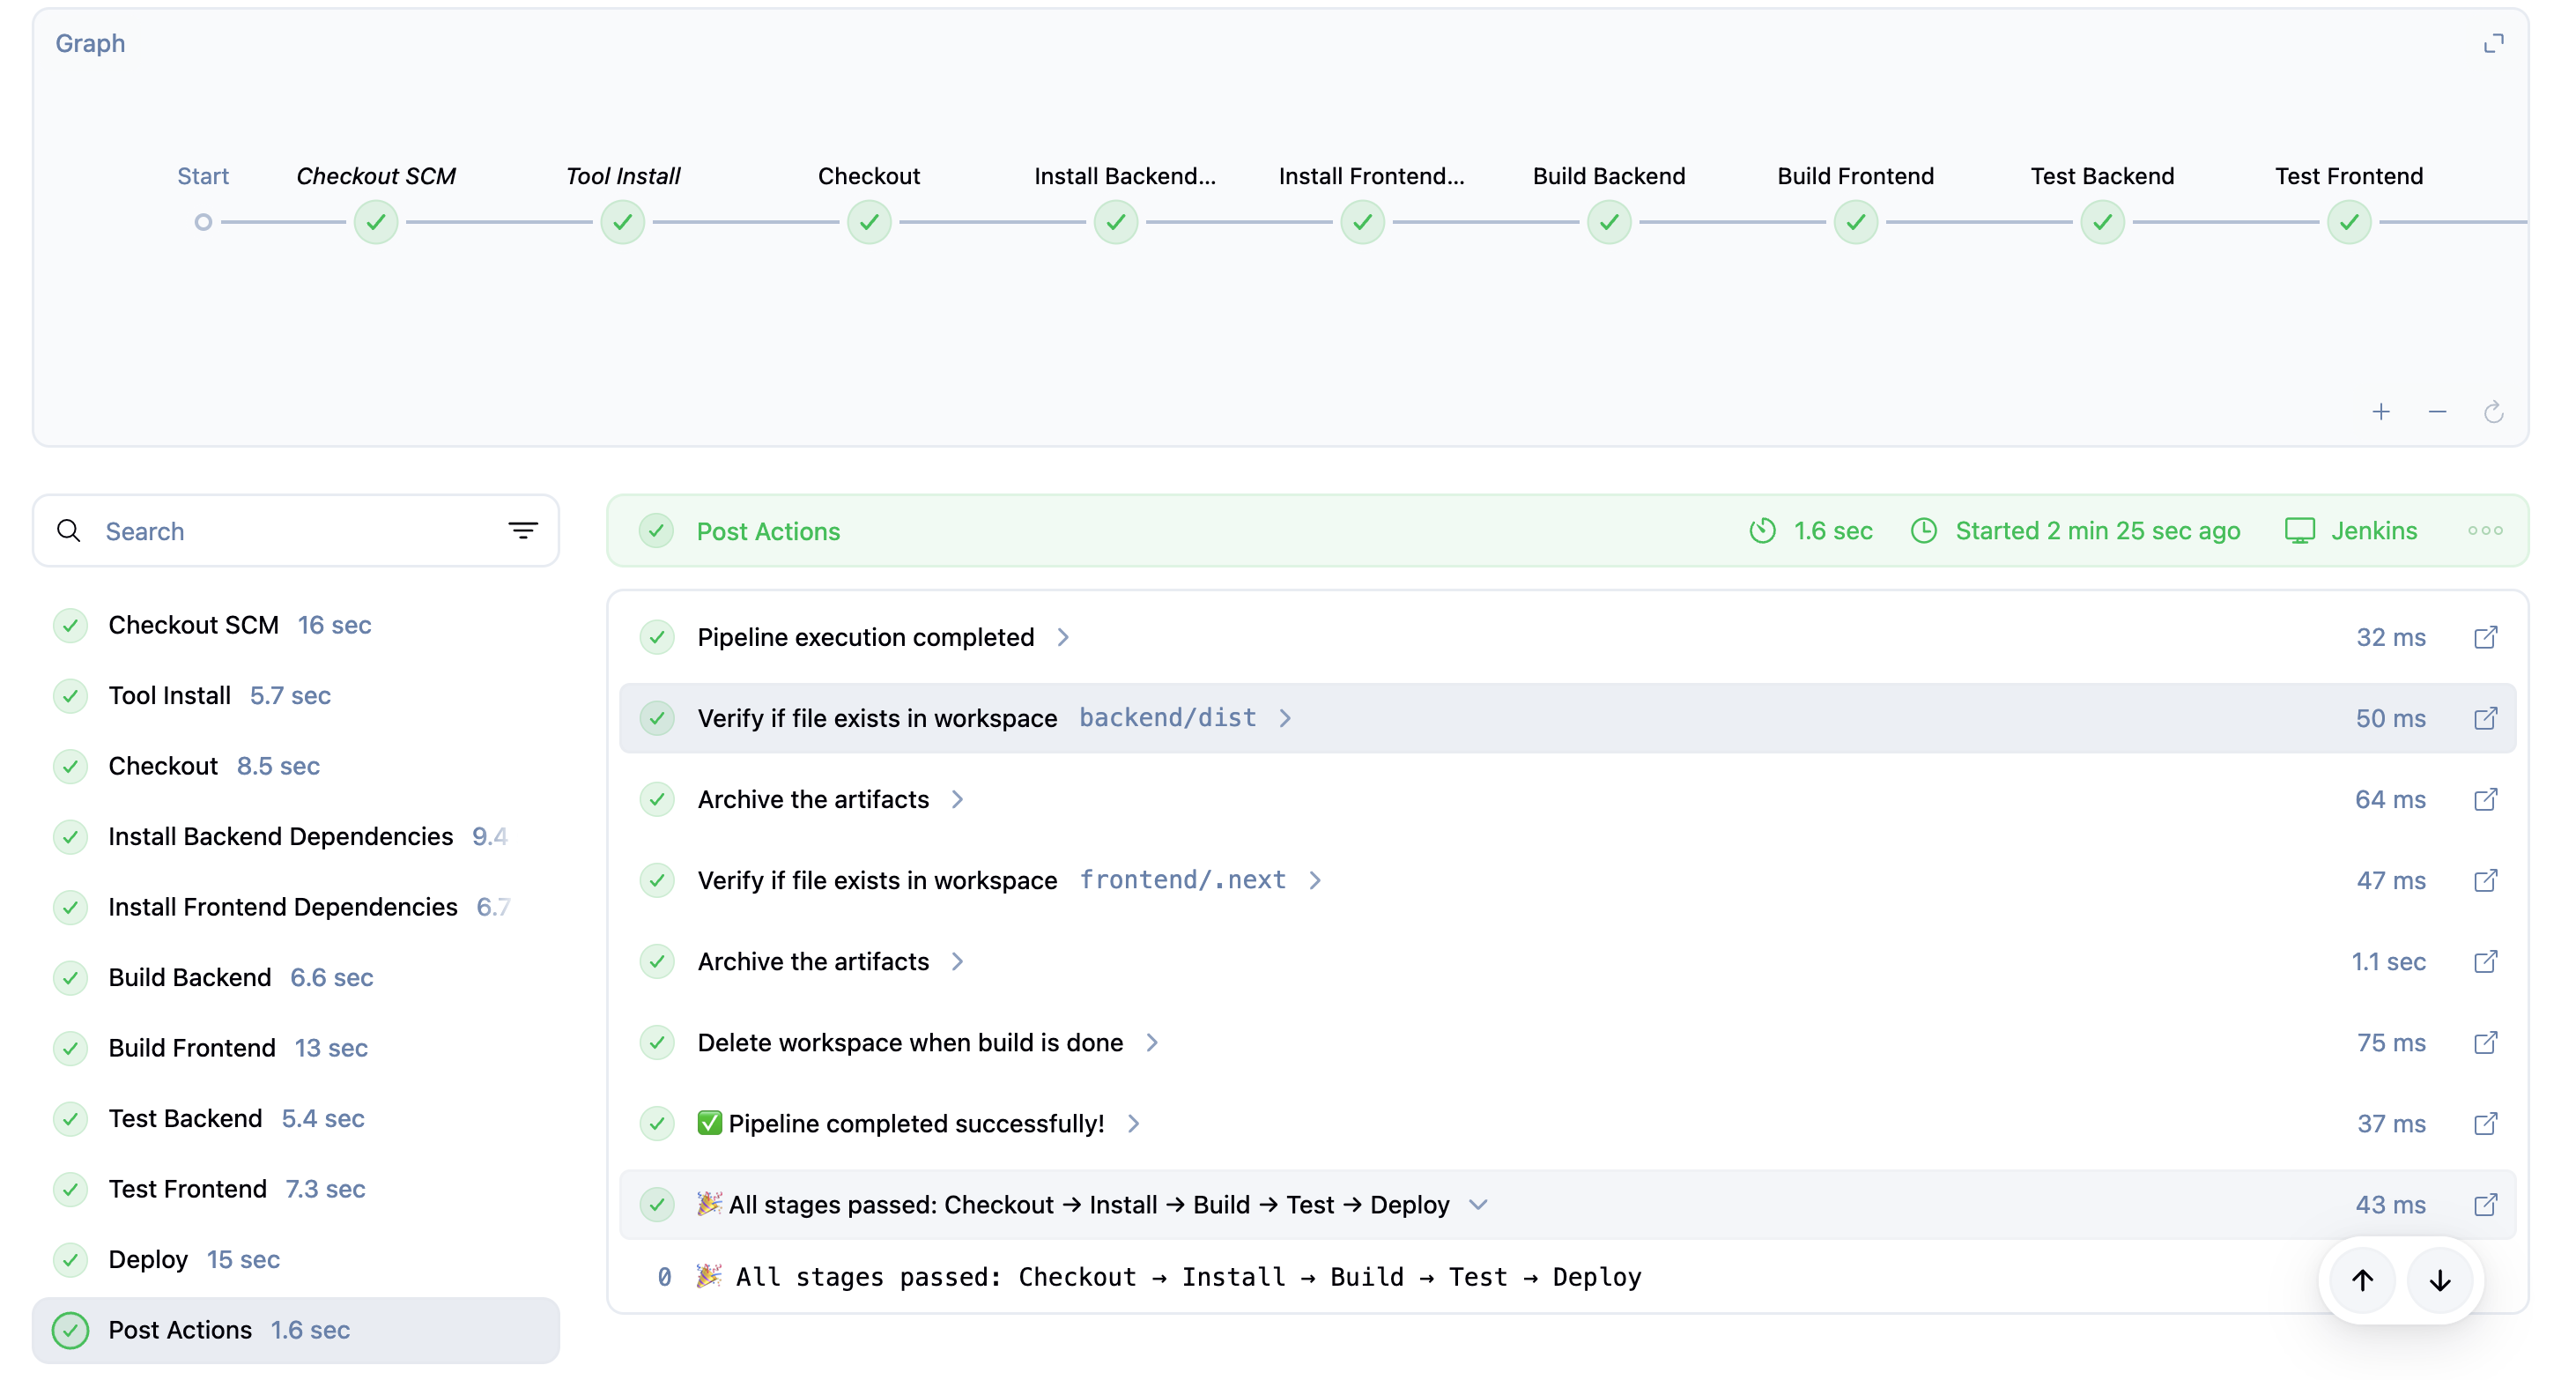 Graph
Start
Checkout SCM
Tool Install
Checkout
Install Backend...
Install Frontend...
Build Backend
Build Frontend
Test Backend
Test Frontend
Search
Checkout SCM 16 sec
Tool Install 5.7 sec
Checkout 8.5 sec
Install Backend Dependencies 9.4
Install Frontend Dependencies 6.7
Build Backend 6.6 sec
Build Frontend 13 sec
Test Backend 5.4 sec
Test Frontend 7.3 sec
Deploy 15 sec
Post Actions 1.6 sec
Post Actions 1.6 sec Started 2 min 25 sec ago Jenkins
Pipeline execution completed 32 ms
Verify if file exists in workspace backend/dist 50 ms
Archive the artifacts 64 ms
Verify if file exists in workspace frontend/.next 47 ms
Archive the artifacts 1.1 sec
Delete workspace when build is done 75 ms
✅ Pipeline completed successfully! 37 ms
🎉 All stages passed: Checkout → Install → Build → Test → Deploy 43 ms
0 🎉 All stages passed: Checkout → Install → Build → Test → Deploy